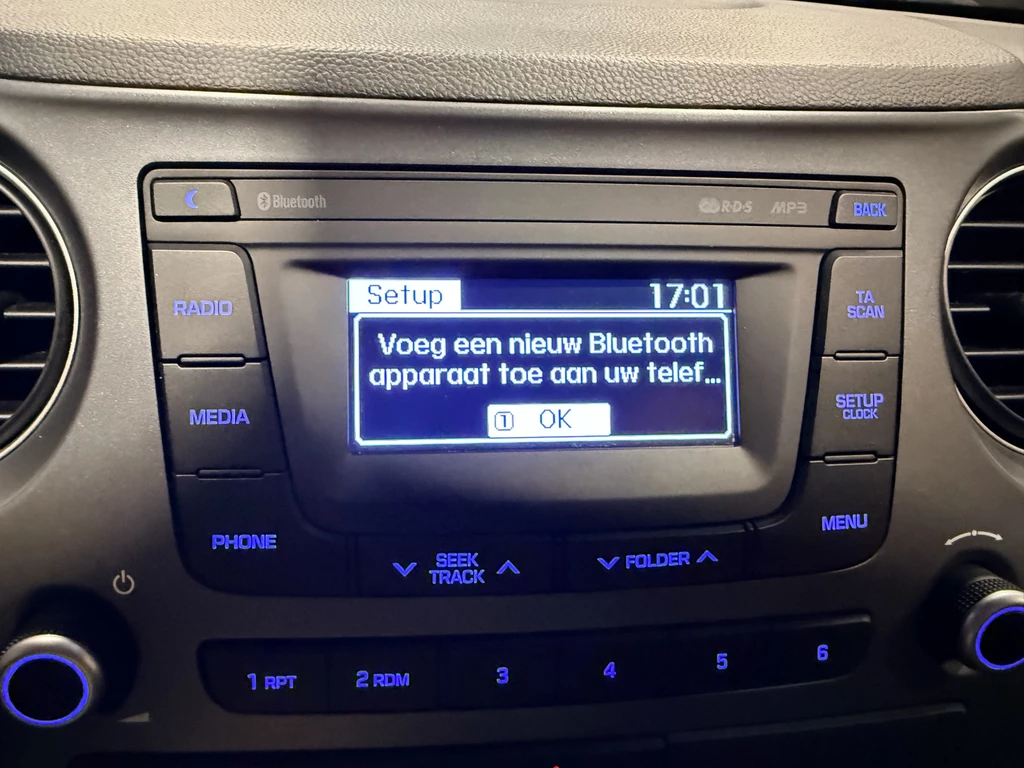 Bluetooth
R·D·S
MP3
BACK
RADIO
Setup
17:01
TA
SCAN
Voeg een nieuw Bluetooth
apparaat toe aan uw telef...
MEDIA
SETUP
CLOCK
1 OK
PHONE
MENU
SEEK
TRACK
FOLDER
1 RPT
2 RDM
3
4
5
6